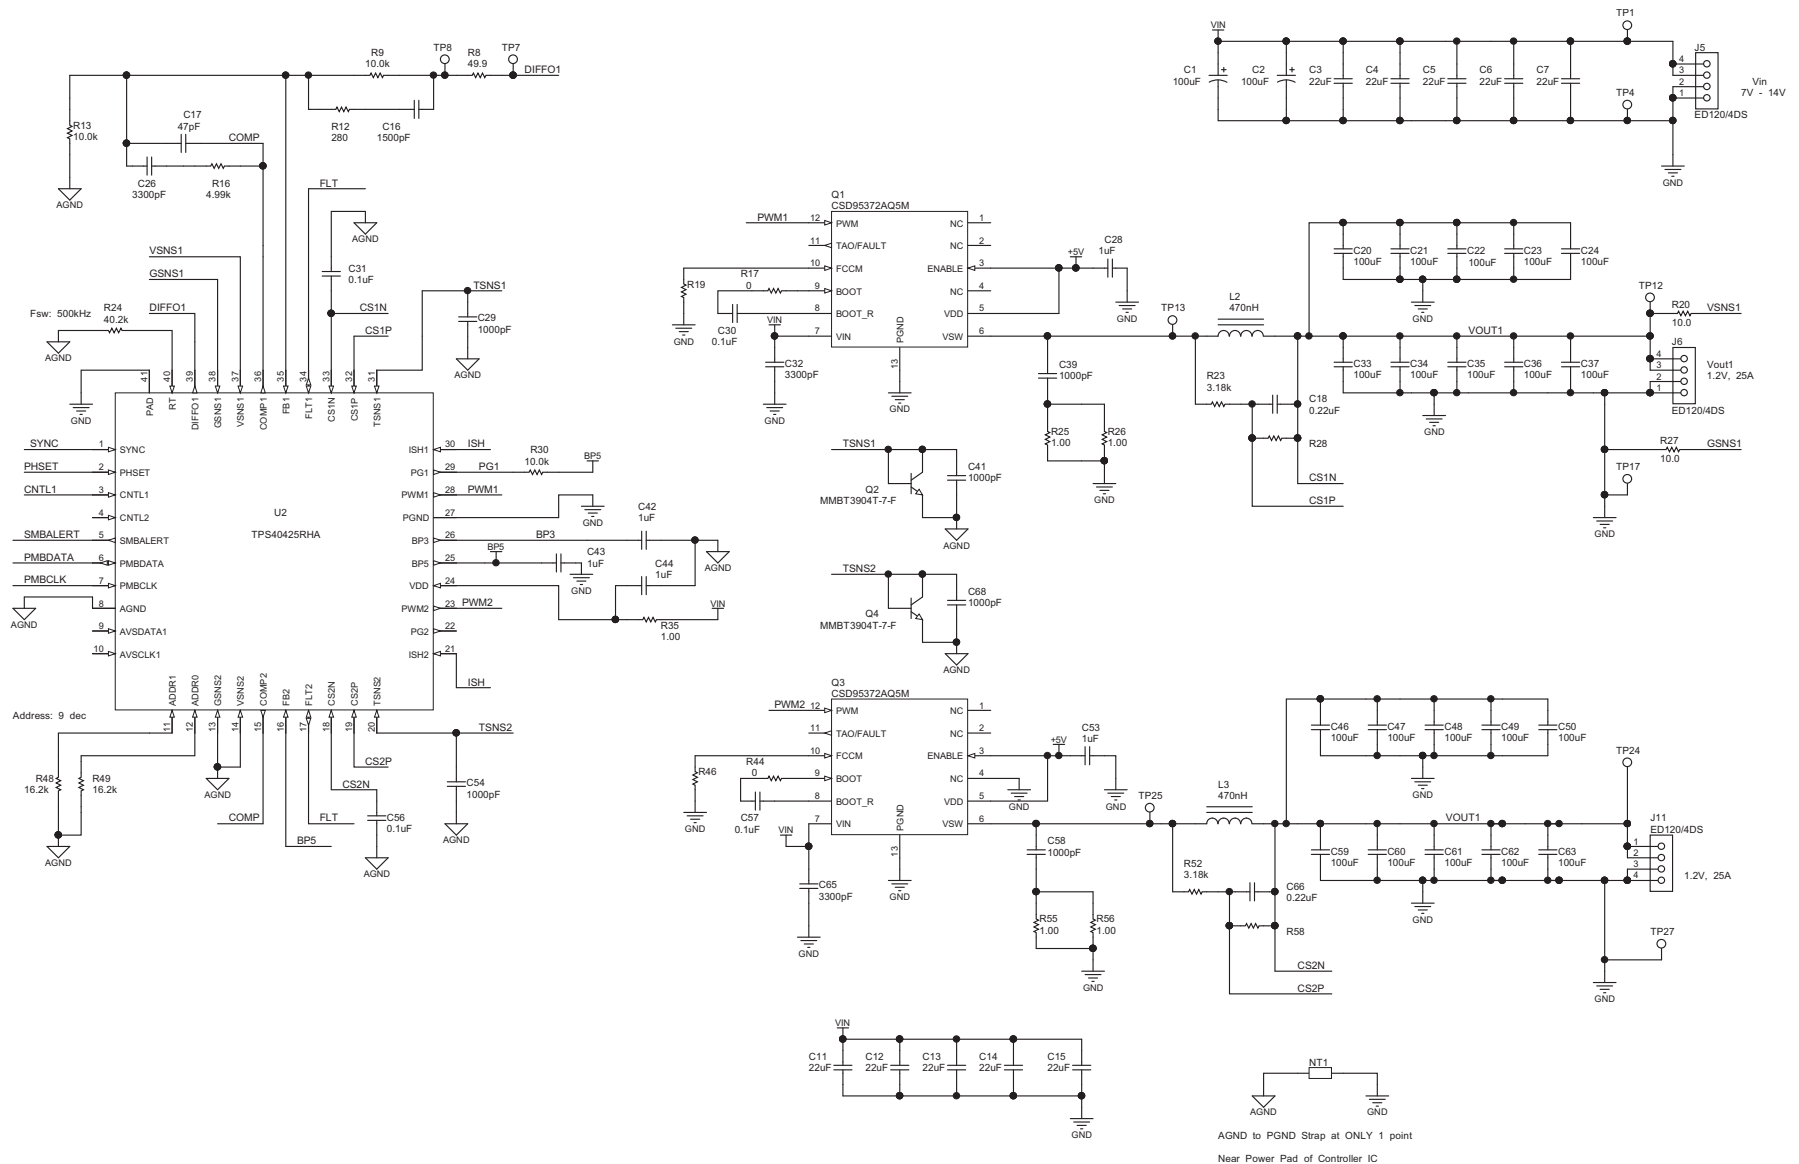 R9
10.0k
TP8
R8
49.9
TP7
DIFFO1
R13
10.0k
C17
47pF
COMP
R12
280
C16
1500pF
C26
3300pF
R16
4.99k
AGND
FLT
AGND
VSNS1
GSNS1
C31
0.1uF
TSNS1
Fsw: 500kHz
R24
40.2k
DIFFO1
CS1N
CS1P
C29
1000pF
AGND
AGND
GND
41
40
39
38
37
36
35
34
33
32
31
PAD
RT
DIFFO1
GSNS1
VSNS1
COMP1
FB1
FLT1
CS1N
CS1P
TSNS1
SYNC 1 SYNC
PHSET 2 PHSET
CNTL1 3 CNTL1
4 CNTL2
SMBALERT 5 SMBALERT
PMBDATA 6 PMBDATA
PMBCLK 7 PMBCLK
8 AGND
AGND
9 AVSDATA1
10 AVSCLK1
U2
TPS40425RHA
ISH1 30 ISH
PG1 29 PG1
R30
10.0k
BP5
PWM1 28 PWM1
PGND 27
GND
BP3 26 BP3
C42
1uF
BP5 25
BP5
C43
1uF
GND
C44
1uF
AGND
VDD 24
PWM2 23 PWM2
R35
1.00
VIN
PG2 22
ISH2 21
ISH
ADDR1
ADDR0
GSNS2
VSNS2
COMP2
FB2
FLT2
CS2N
CS2P
TSNS2
11
12
13
14
15
16
17
18
19
20
Address: 9 dec
R48
16.2k
R49
16.2k
AGND
AGND
COMP
BP5
FLT
CS2N
CS2P
TSNS2
C56
0.1uF
AGND
C54
1000pF
AGND
VIN
C1
100uF
+
C2
100uF
+
C3
22uF
C4
22uF
C5
22uF
C6
22uF
C7
22uF
TP1
TP4
J5
4
3
2
1
ED120/4DS
Vin
7V - 14V
GND
Q1
CSD95372AQ5M
PWM1 12 PWM
11 TAO/FAULT
10 FCCM
9 BOOT
8 BOOT_R
7 VIN
NC 1
NC 2
ENABLE 3
NC 4
VDD 5
VSW 6
PGND
13
GND
R19
GND
R17
0
C30
0.1uF
VIN
C32
3300pF
GND
+5V
C28
1uF
GND
C39
1000pF
R25
1.00
R26
1.00
GND
TP13
L2
470nH
R23
3.18k
C18
0.22uF
R28
CS1N
CS1P
C20
100uF
C21
100uF
C22
100uF
C23
100uF
C24
100uF
GND
VOUT1
C33
100uF
C34
100uF
C35
100uF
C36
100uF
C37
100uF
GND
TP12
R20
10.0
VSNS1
J6
4
3
2
1
ED120/4DS
Vout1
1.2V, 25A
R27
10.0
GSNS1
TP17
GND
TSNS1
Q2
MMBT3904T-7-F
C41
1000pF
AGND
TSNS2
Q4
MMBT3904T-7-F
C68
1000pF
AGND
Q3
CSD95372AQ5M
PWM2 12 PWM
11 TAO/FAULT
10 FCCM
9 BOOT
8 BOOT_R
7 VIN
NC 1
NC 2
ENABLE 3
NC 4
VDD 5
VSW 6
PGND
13
GND
R46
GND
R44
0
C57
0.1uF
VIN
C65
3300pF
GND
+5V
C53
1uF
GND
GND
C58
1000pF
R55
1.00
R56
1.00
GND
TP25
L3
470nH
R52
3.18k
C66
0.22uF
R58
CS2N
CS2P
C46
100uF
C47
100uF
C48
100uF
C49
100uF
C50
100uF
GND
VOUT1
C59
100uF
C60
100uF
C61
100uF
C62
100uF
C63
100uF
GND
TP24
J11
ED120/4DS
1
2
3
4
1.2V, 25A
TP27
GND
VIN
C11
22uF
C12
22uF
C13
22uF
C14
22uF
C15
22uF
GND
NT1
AGND
GND
AGND to PGND Strap at ONLY 1 point
Near Power Pad of Controller IC